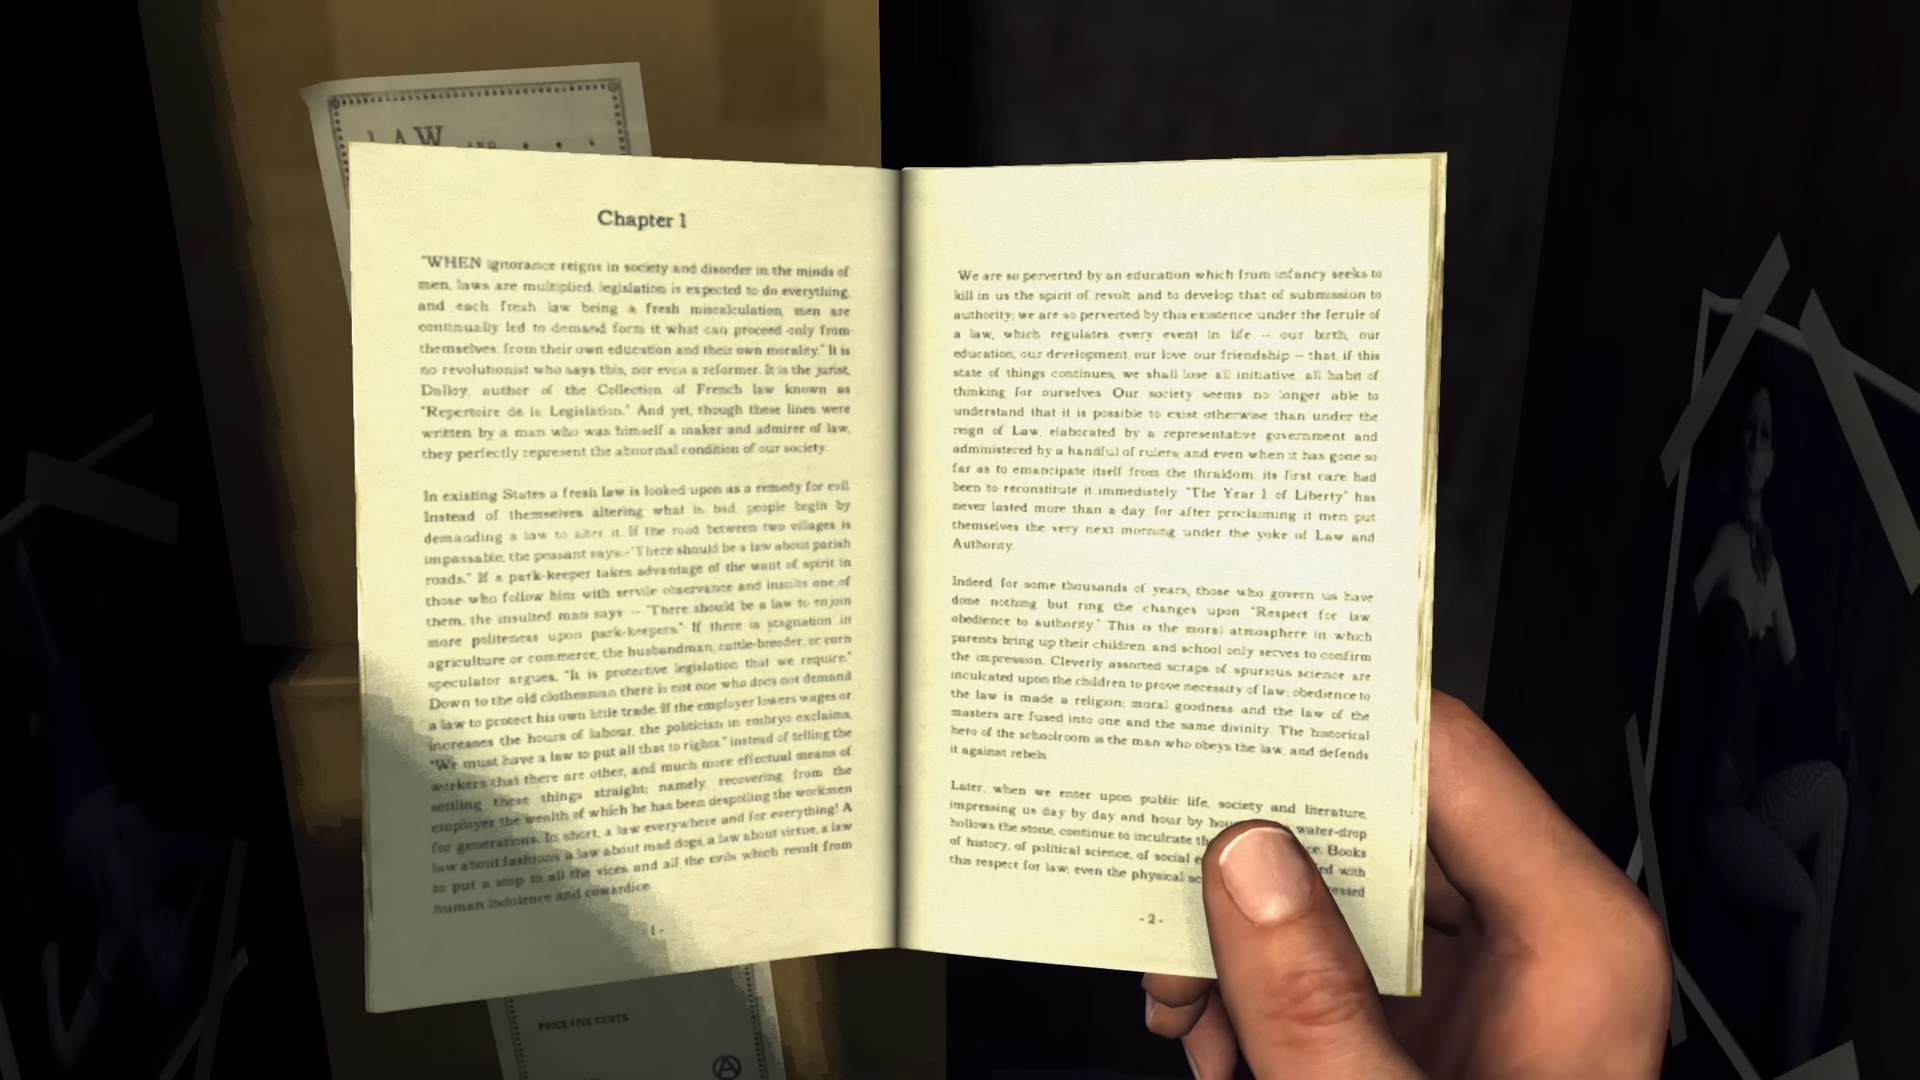 LAW AND
Chapter 1
"WHEN ignorance reigns in society and disorder in the minds of
men, laws are multiplied, legislation is expected to do everything,
and each fresh law being a fresh miscalculation, men are
continually led to demand form it what can proceed only from
themselves, from their own education and their own morality." It is
no revolutionist who says this, nor even a reformer. It is the jurist,
Dalloy, author of the Collection of French law known as
"Repertoire de la Legislation." And yet, though these lines were
written by a man who was himself a maker and admirer of law,
they perfectly represent the abnormal condition of our society.
In existing States a fresh law is looked upon as a remedy for evil.
Instead of themselves altering what is bad, people begin by
demanding a law to alter it. If the road between two villages is
impassable, the peasant says:- "There should be a law about parish
roads." If a park-keeper takes advantage of the want of spirit in
those who follow him with servile observance and insults one of
them, the insulted man says -- "There should be a law to enjoin
more politeness upon park-keepers." If there is stagnation in
agriculture or commerce, the husbandman, cattle-breeder, or corn
speculator argues, "It is protective legislation that we require."
Down to the old clothesman there is not one who does not demand
a law to protect his own little trade. If the employer lowers wages or
increases the hours of labour, the politician in embryo exclaims,
"We must have a law to put all that to rights." instead of telling the
workers that there are other, and much more effectual means of
settling these things straight; namely, recovering from the
employer the wealth of which he has been despoiling the workmen
for generations. In short, a law everywhere and for everything! A
law about fashions, a law about mad dogs, a law about virtue, a law
to put a stop to all the vices and all the evils which result from
human indolence and cowardice.
-1-
We are so perverted by an education which from infancy seeks to
kill in us the spirit of revolt, and to develop that of submission to
authority; we are so perverted by this existence under the ferule of
a law, which regulates every event in life -- our birth, our
education, our development, our love, our friendship -- that, if this
state of things continues, we shall lose all initiative, all habit of
thinking for ourselves. Our society seems no longer able to
understand that it is possible to exist otherwise than under the
reign of Law, elaborated by a representative government and
administered by a handful of rulers; and even when it has gone so
far as to emancipate itself from the thraldom, its first care had
been to reconstitute it immediately. "The Year 1 of Liberty" has
never lasted more than a day, for after proclaiming it men put
themselves the very next morning under the yoke of Law and
Authority.
Indeed, for some thousands of years, those who govern us have
done nothing but ring the changes upon "Respect for law,
obedience to authority." This is the moral atmosphere in which
parents bring up their children, and school only serves to confirm
the impression. Cleverly assorted scraps of spurious science are
inculcated upon the children to prove necessity of law; obedience to
the law is made a religion; moral goodness and the law of the
masters are fused into one and the same divinity. The historical
hero of the schoolroom is the man who obeys the law, and defends
it against rebels.
Later, when we enter upon public life, society and literature,
impressing us day by day and hour by water-drop
hollows the stone, continue to inculcate Books
of history, of political science, of social with
this respect for law; even the physical
-2-
PRICE FIVE CENTS